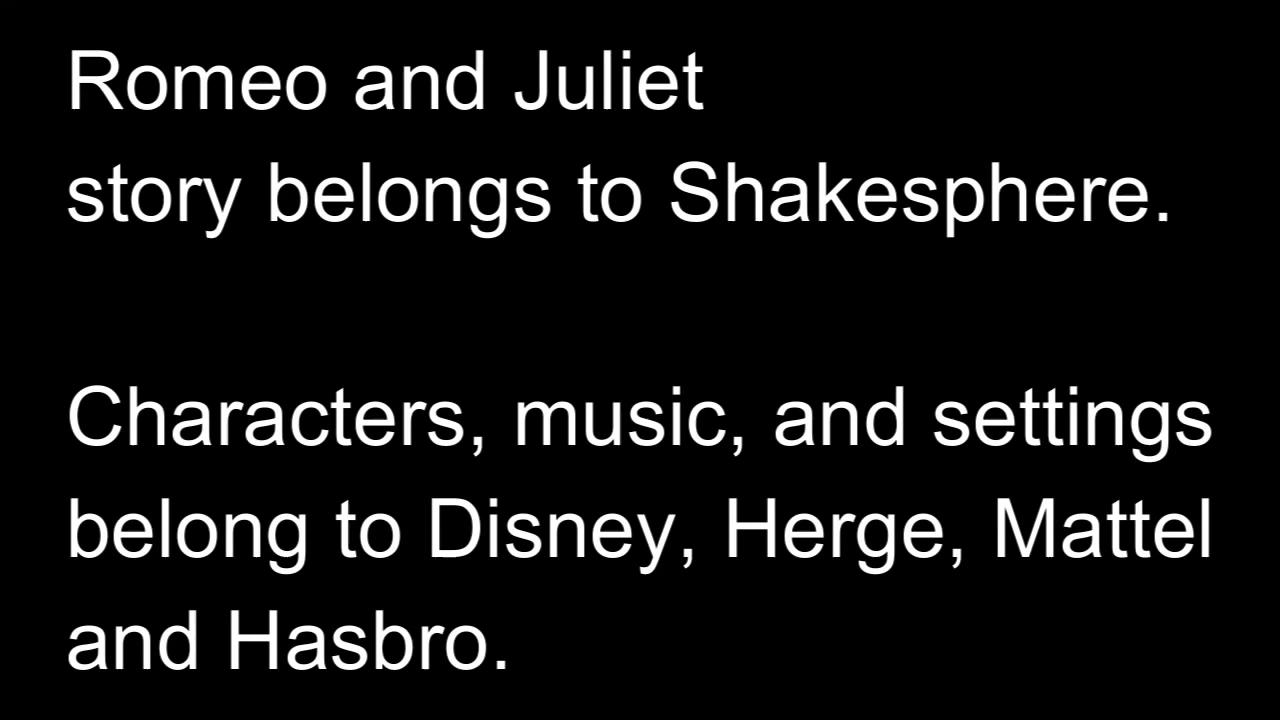 Romeo and Juliet
story belongs to Shakesphere.
Characters, music, and settings
belong to Disney, Herge, Mattel
and Hasbro.